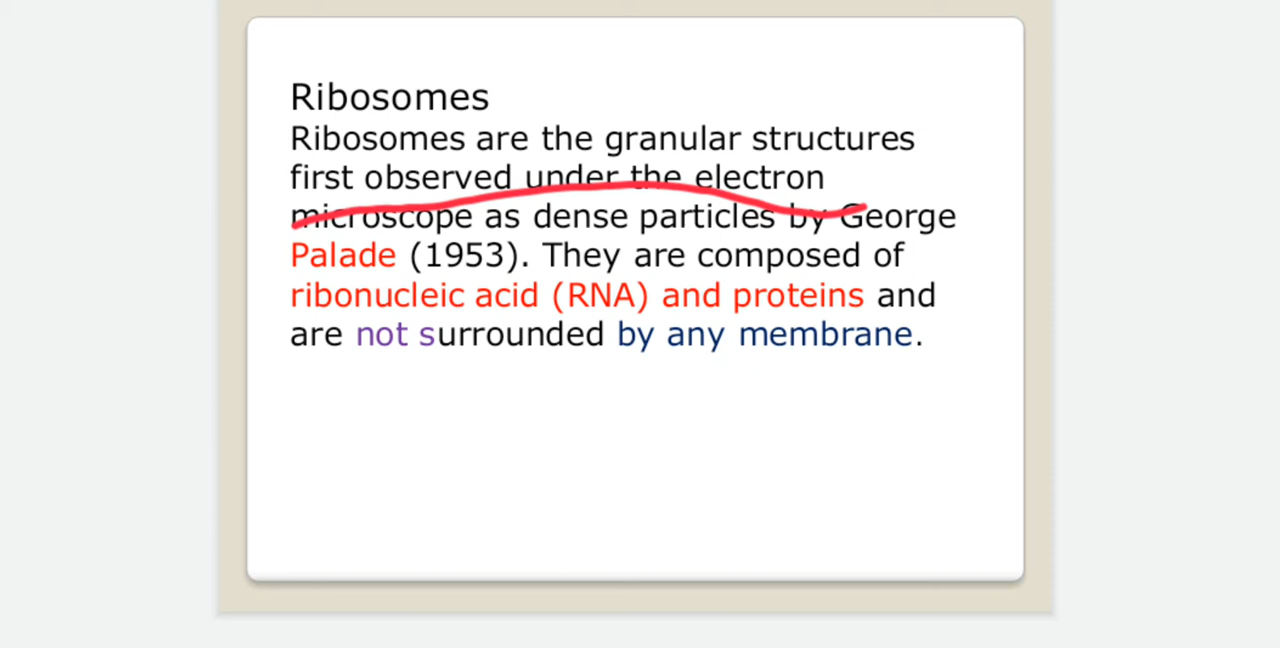 Ribosomes
Ribosomes are the granular structures
first observed under the electron
microscope as dense particles by George
Palade (1953). They are composed of
ribonucleic acid (RNA) and proteins and
are not surrounded by any membrane.